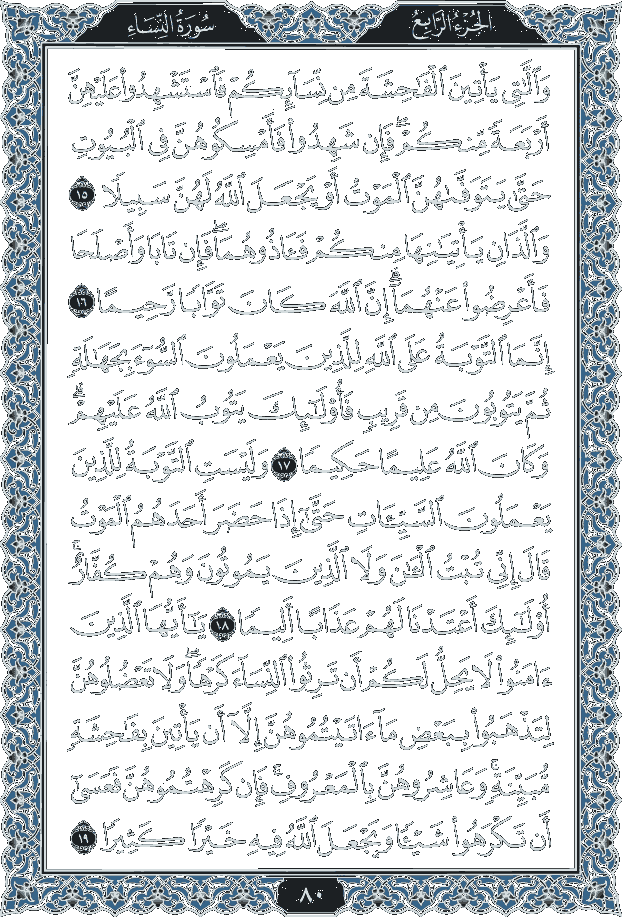 الجزء الرابع
سورة النساء
وَٱلَّٰتِي يَأۡتِينَ ٱلۡفَٰحِشَةَ مِن نِّسَآئِكُمۡ فَٱسۡتَشۡهِدُواْ عَلَيۡهِنَّ
أَرۡبَعَةٗ مِّنكُمۡۖ فَإِن شَهِدُواْ فَأَمۡسِكُوهُنَّ فِي ٱلۡبُيُوتِ
حَتَّىٰ يَتَوَفَّىٰهُنَّ ٱلۡمَوۡتُ أَوۡ يَجۡعَلَ ٱللَّهُ لَهُنَّ سَبِيلٗا ١٥
وَٱلَّذَانِ يَأۡتِيَٰنِهَا مِنكُمۡ فَـَٔاذُوهُمَاۖ فَإِن تَابَا وَأَصۡلَحَا
فَأَعۡرِضُواْ عَنۡهُمَآۗ إِنَّ ٱللَّهَ كَانَ تَوَّابٗا رَّحِيمًا ١٦
إِنَّمَا ٱلتَّوۡبَةُ عَلَى ٱللَّهِ لِلَّذِينَ يَعۡمَلُونَ ٱلسُّوٓءَ بِجَهَٰلَةٖ
ثُمَّ يَتُوبُونَ مِن قَرِيبٖ فَأُوْلَٰٓئِكَ يَتُوبُ ٱللَّهُ عَلَيۡهِمۡۗ
وَكَانَ ٱللَّهُ عَلِيمًا حَكِيمٗا ١٧ وَلَيۡسَتِ ٱلتَّوۡبَةُ لِلَّذِينَ
يَعۡمَلُونَ ٱلسَّيِّـَٔاتِ حَتَّىٰٓ إِذَا حَضَرَ أَحَدَهُمُ ٱلۡمَوۡتُ
قَالَ إِنِّي تُبۡتُ ٱلۡـَٰٔنَ وَلَا ٱلَّذِينَ يَمُوتُونَ وَهُمۡ كُفَّارٌۚ
أُوْلَٰٓئِكَ أَعۡتَدۡنَا لَهُمۡ عَذَابًا أَلِيمٗا ١٨ يَٰٓأَيُّهَا ٱلَّذِينَ
ءَامَنُواْ لَا يَحِلُّ لَكُمۡ أَن تَرِثُواْ ٱلنِّسَآءَ كَرۡهٗاۖ وَلَا تَعۡضُلُوهُنَّ
لِتَذۡهَبُواْ بِبَعۡضِ مَآ ءَاتَيۡتُمُوهُنَّ إِلَّآ أَن يَأۡتِينَ بِفَٰحِشَةٖ
مُّبَيِّنَةٖۚ وَعَاشِرُوهُنَّ بِٱلۡمَعۡرُوفِۚ فَإِن كَرِهۡتُمُوهُنَّ فَعَسَىٰٓ
أَن تَكۡرَهُواْ شَيۡـٔٗا وَيَجۡعَلَ ٱللَّهُ فِيهِ خَيۡرٗا كَثِيرٗا ١٩
٨٠